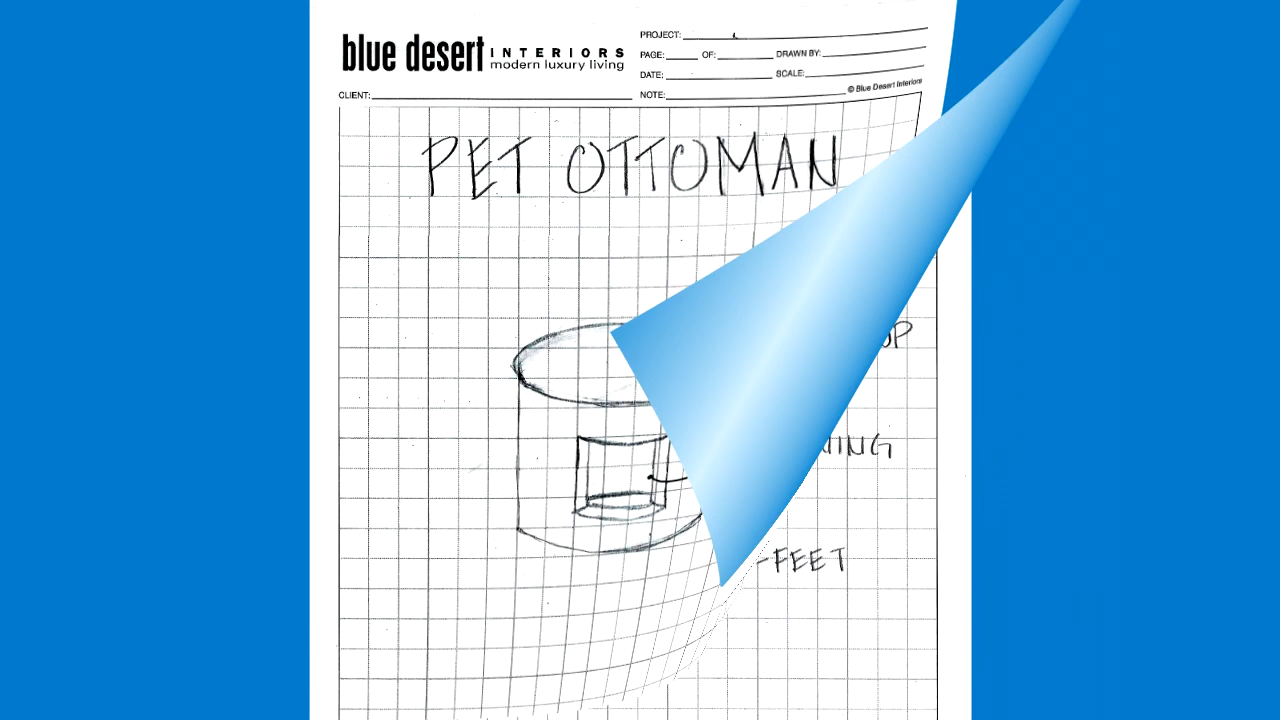 blue desert INTERIORS
modern luxury living
PROJECT:
PAGE: OF: DRAWN BY:
DATE: SCALE:
CLIENT: NOTE:
© Blue Desert Interiors
PET OTTOMAN
-FEET